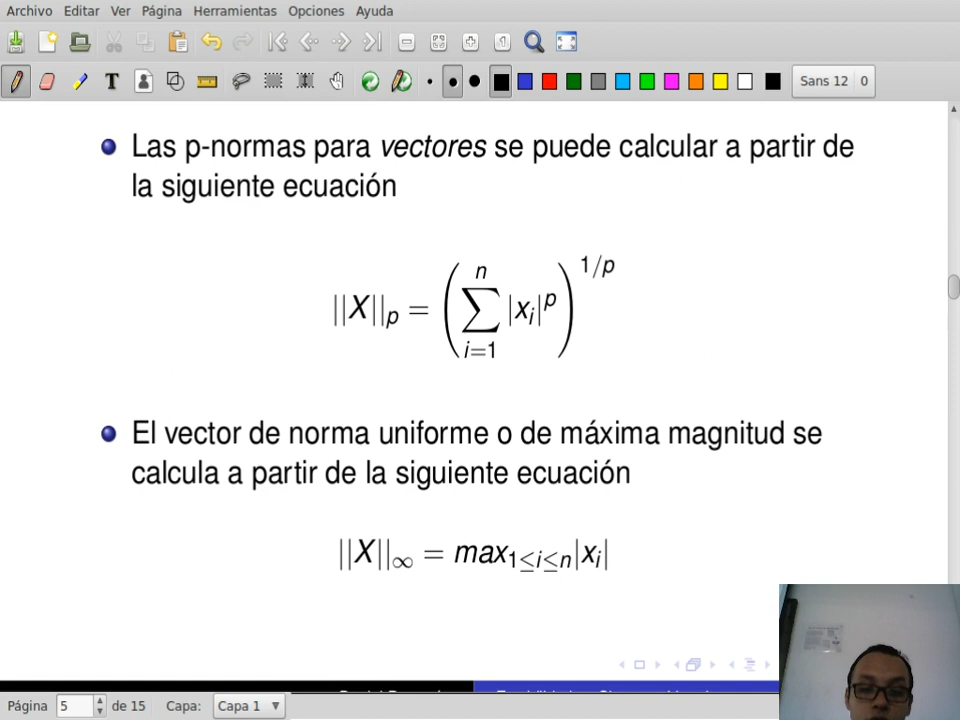 Archivo Editar Ver Página Herramientas Opciones Ayuda
T Sans 12 0
Las p-normas para vectores se puede calcular a partir de
la siguiente ecuación
||X||_p = (∑_{i=1}^{n} |x_i|^p)^{1/p}
El vector de norma uniforme o de máxima magnitud se
calcula a partir de la siguiente ecuación
||X||_∞ = max_{1≤i≤n}|x_i|
Página 5 de 15 Capa: Capa 1